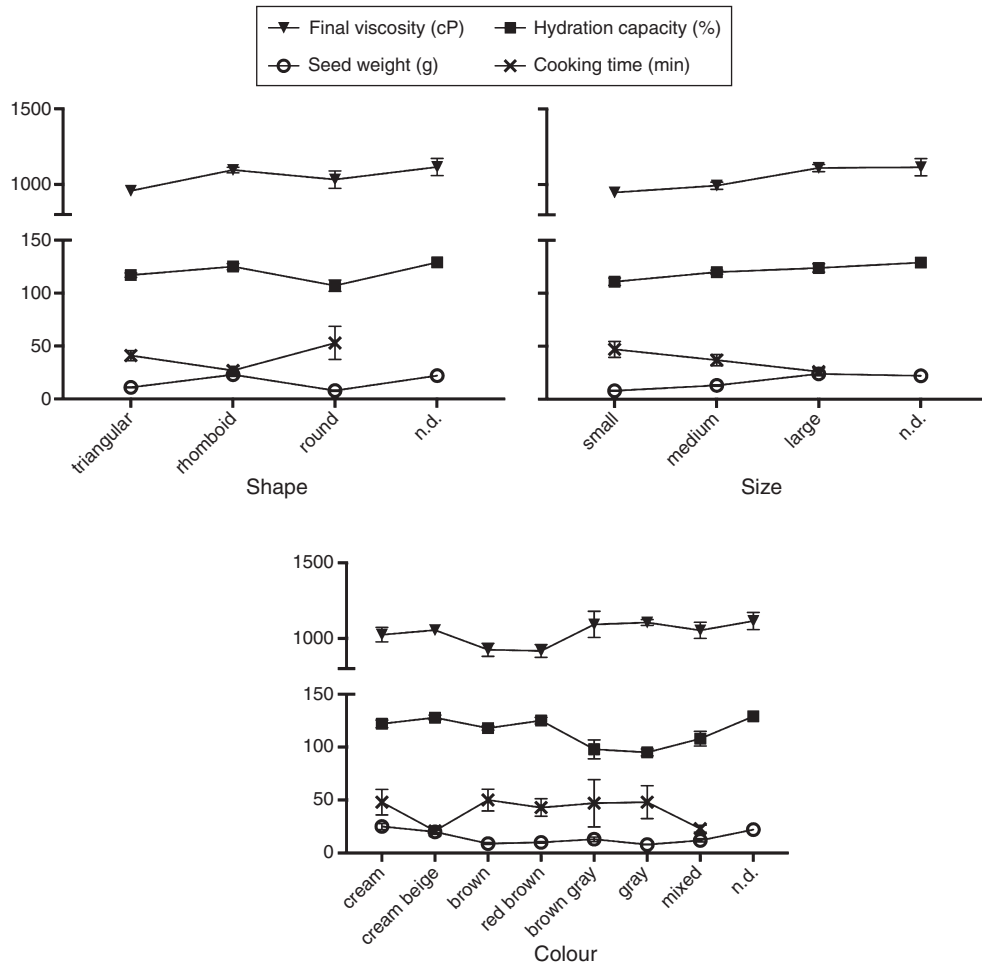 Final viscosity (cP) Hydration capacity (%)
Seed weight (g) Cooking time (min)
1500
1000
150
100
50
0
triangular
rhomboid
round
n.d.
Shape
small
medium
large
n.d.
Size
1500
1000
150
100
50
0
cream
cream beige
brown
red brown
brown gray
gray
mixed
n.d.
Colour